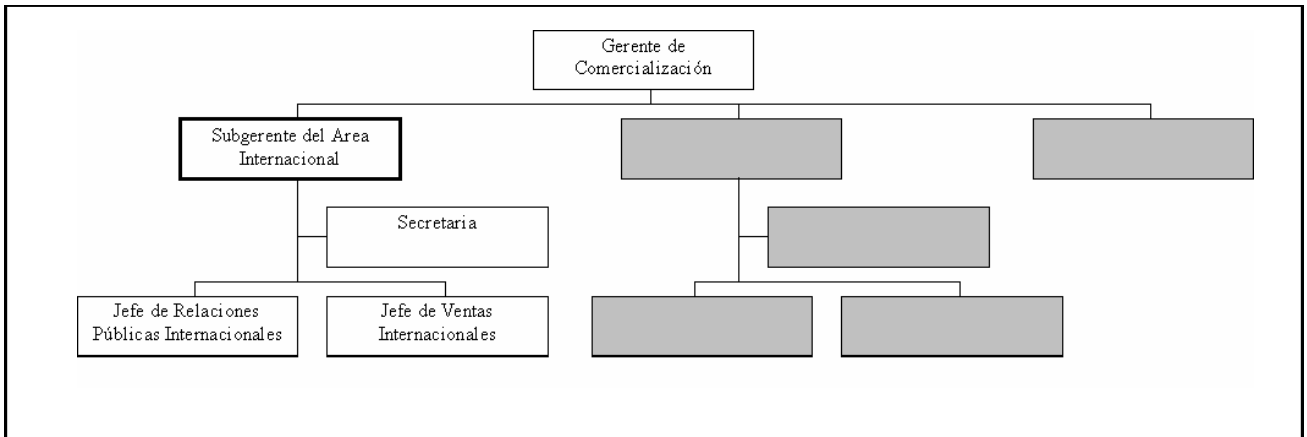 Gerente de
Comercialización
Subgerente del Area
Internacional
Secretaria
Jefe de Relaciones
Públicas Internacionales
Jefe de Ventas
Internacionales